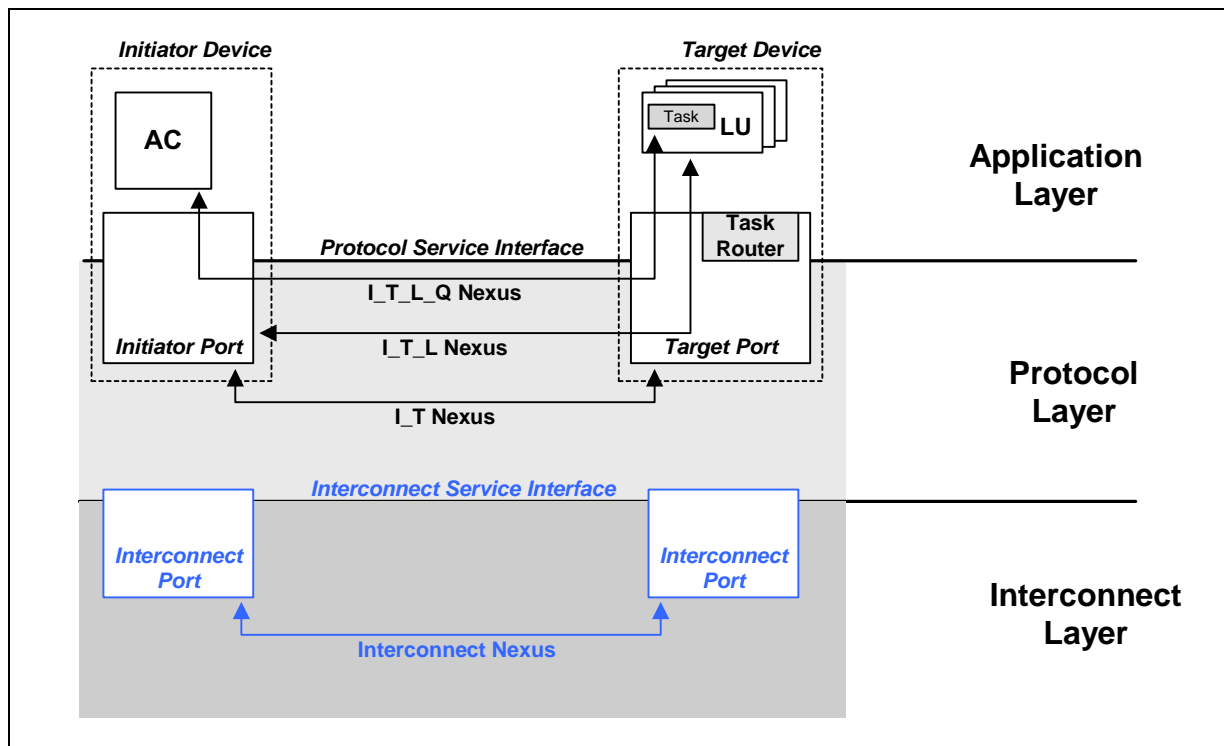 Initiator Device
Target Device
AC
Task
LU
Application
Layer
Task
Router
Protocol Service Interface
I_T_L_Q Nexus
Initiator Port
I_T_L Nexus
Target Port
Protocol
Layer
I_T Nexus
Interconnect Service Interface
Interconnect
Port
Interconnect
Port
Interconnect
Layer
Interconnect Nexus